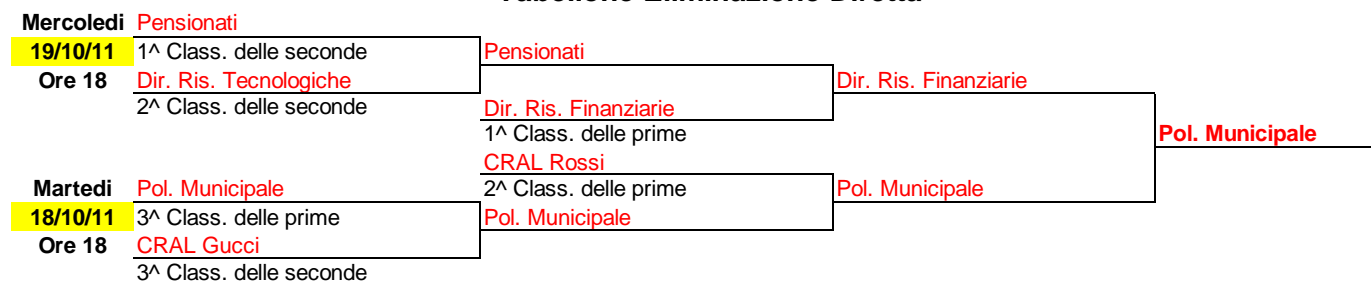 Mercoledi Pensionati
19/10/11 1^ Class. delle seconde Pensionati
Ore 18 Dir. Ris. Tecnologiche Dir. Ris. Finanziarie
2^ Class. delle seconde Dir. Ris. Finanziarie
1^ Class. delle prime Pol. Municipale
CRAL Rossi
Martedi Pol. Municipale 2^ Class. delle prime Pol. Municipale
18/10/11 3^ Class. delle prime Pol. Municipale
Ore 18 CRAL Gucci
3^ Class. delle seconde